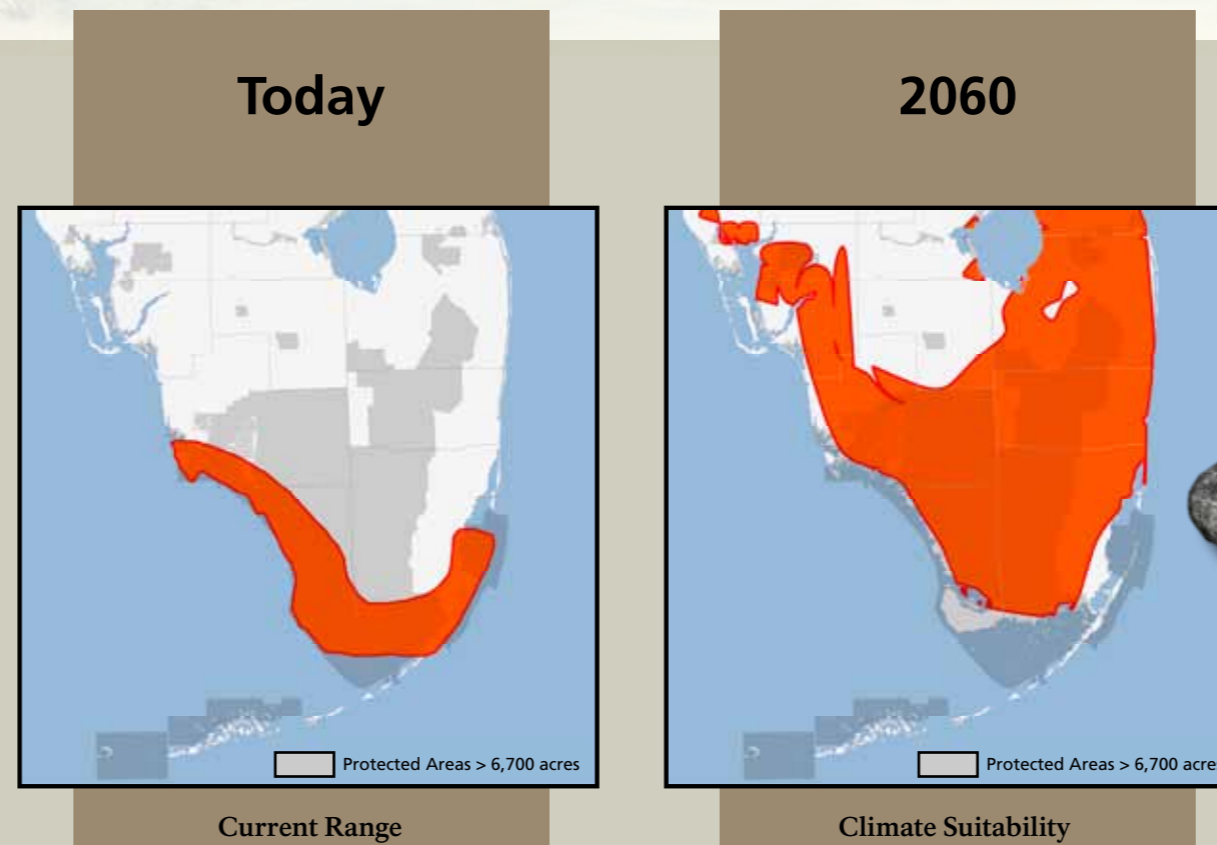 Today
2060
Protected Areas > 6,700 acres
Protected Areas > 6,700 acre
Current Range
Climate Suitability